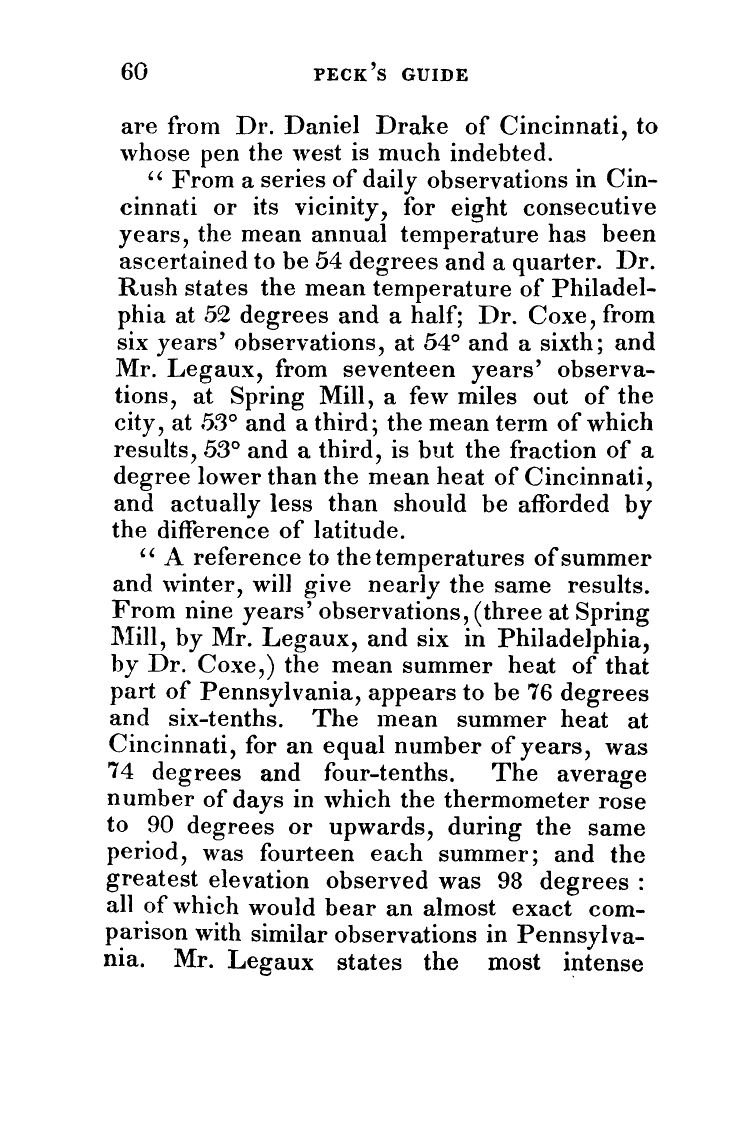 60 PECK'S GUIDE
are from Dr. Daniel Drake of Cincinnati, to
whose pen the west is much indebted.
“ From a series of daily observations in Cin-
cinnati or its vicinity, for eight consecutive
years, the mean annual temperature has been
ascertained to be 54 degrees and a quarter. Dr.
Rush states the mean temperature of Philadel-
phia at 52 degrees and a half; Dr. Coxe, from
six years’ observations, at 54° and a sixth; and
Mr. Legaux, from seventeen years’ observa-
tions, at Spring Mill, a few miles out of the
city, at 53° and a third; the mean term of which
results, 53° and a third, is but the fraction of a
degree lower than the mean heat of Cincinnati,
and actually less than should be afforded by
the difference of latitude.
“ A reference to the temperatures of summer
and winter, will give nearly the same results.
From nine years’ observations, (three at Spring
Mill, by Mr. Legaux, and six in Philadelphia,
by Dr. Coxe,) the mean summer heat of that
part of Pennsylvania, appears to be 76 degrees
and six-tenths. The mean summer heat at
Cincinnati, for an equal number of years, was
74 degrees and four-tenths. The average
number of days in which the thermometer rose
to 90 degrees or upwards, during the same
period, was fourteen each summer; and the
greatest elevation observed was 98 degrees :
all of which would bear an almost exact com-
parison with similar observations in Pennsylva-
nia. Mr. Legaux states the most intense